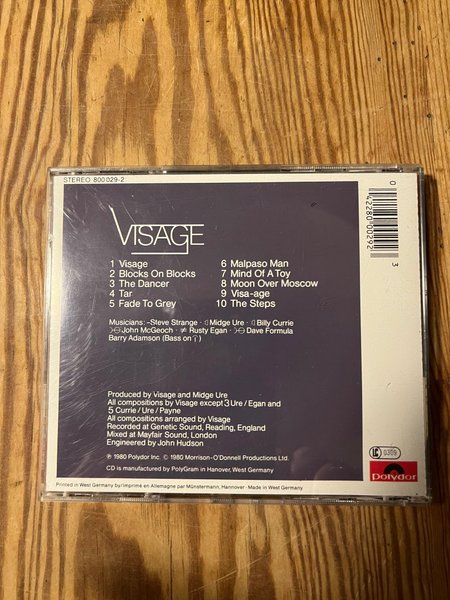 STEREO 800 029-2
VISAGE
1 Visage
2 Blocks On Blocks
3 The Dancer
4 Tar
5 Fade To Grey
6 Malpaso Man
7 Mind Of A Toy
8 Moon Over Moscow
9 Visa-age
10 The Steps
Musicians: -Steve Strange · Midge Ure · Billy Currie
John McGeoch · ≠ Rusty Egan · Dave Formula
Barry Adamson (Bass on )
Produced by Visage and Midge Ure
All compositions by Visage except 3 Ure / Egan and
5 Currie / Ure / Payne
All compositions arranged by Visage
Recorded at Genetic Sound, Reading, England
Mixed at Mayfair Sound, London
Engineered by John Hudson
℗ 1980 Polydor Inc. © 1980 Morrison-O'Donnell Productions Ltd.
CD is manufactured by PolyGram in Hanover, West Germany
Printed in West Germany by/Imprimé en Allemagne par Münstermann, Hannover · Made in West Germany
0 42280 00292 3
0309
Polydor